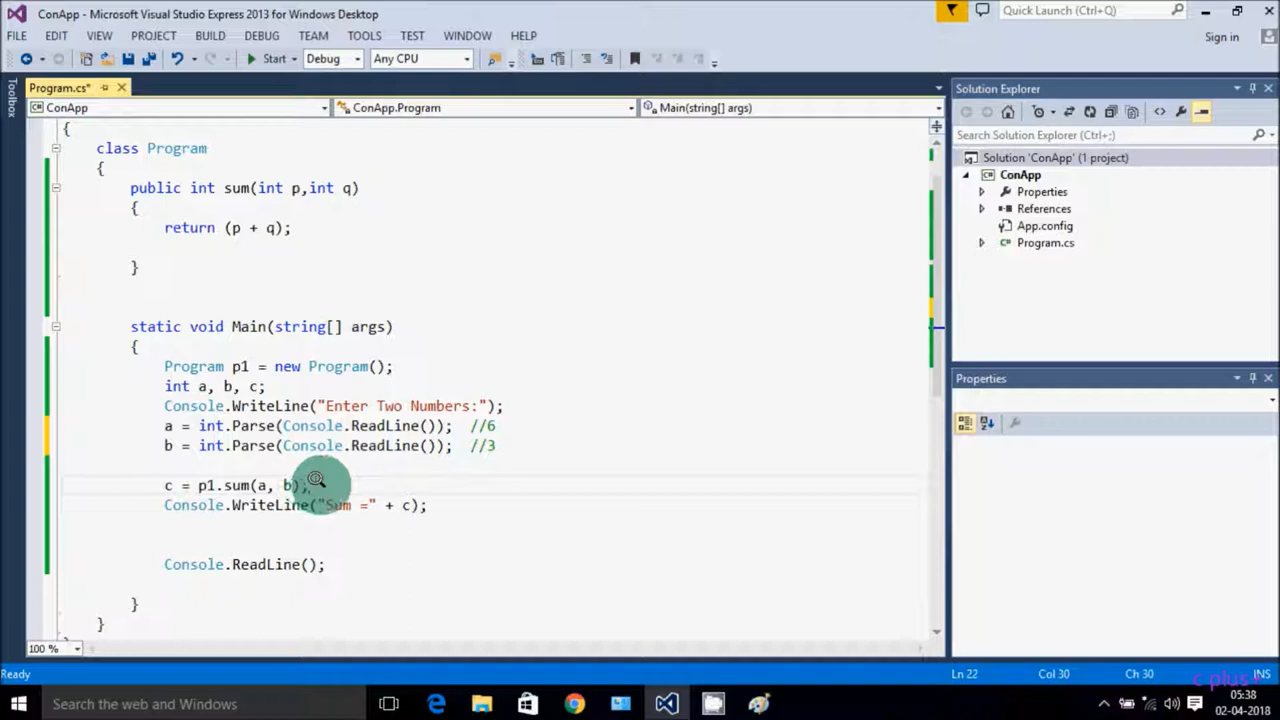 ConApp - Microsoft Visual Studio Express 2013 for Windows Desktop
Quick Launch (Ctrl+Q)
FILE EDIT VIEW PROJECT BUILD DEBUG TEAM TOOLS TEST WINDOW HELP
Sign in
Start Debug Any CPU
Toolbox
Program.cs*
ConApp ConApp.Program Main(string[] args)
{
class Program
{
public int sum(int p,int q)
{
return (p + q);
}
static void Main(string[] args)
{
Program p1 = new Program();
int a, b, c;
Console.WriteLine("Enter Two Numbers:");
a = int.Parse(Console.ReadLine()); //6
b = int.Parse(Console.ReadLine()); //3
c = p1.sum(a, b);
Console.WriteLine("Sum =" + c);
Console.ReadLine();
}
}
100 %
Solution Explorer
Search Solution Explorer (Ctrl+;)
Solution 'ConApp' (1 project)
ConApp
Properties
References
App.config
C# Program.cs
Properties
Ready Ln 22 Col 30 Ch 30 INS
c plus+
Search the web and Windows
05:38
02-04-2018